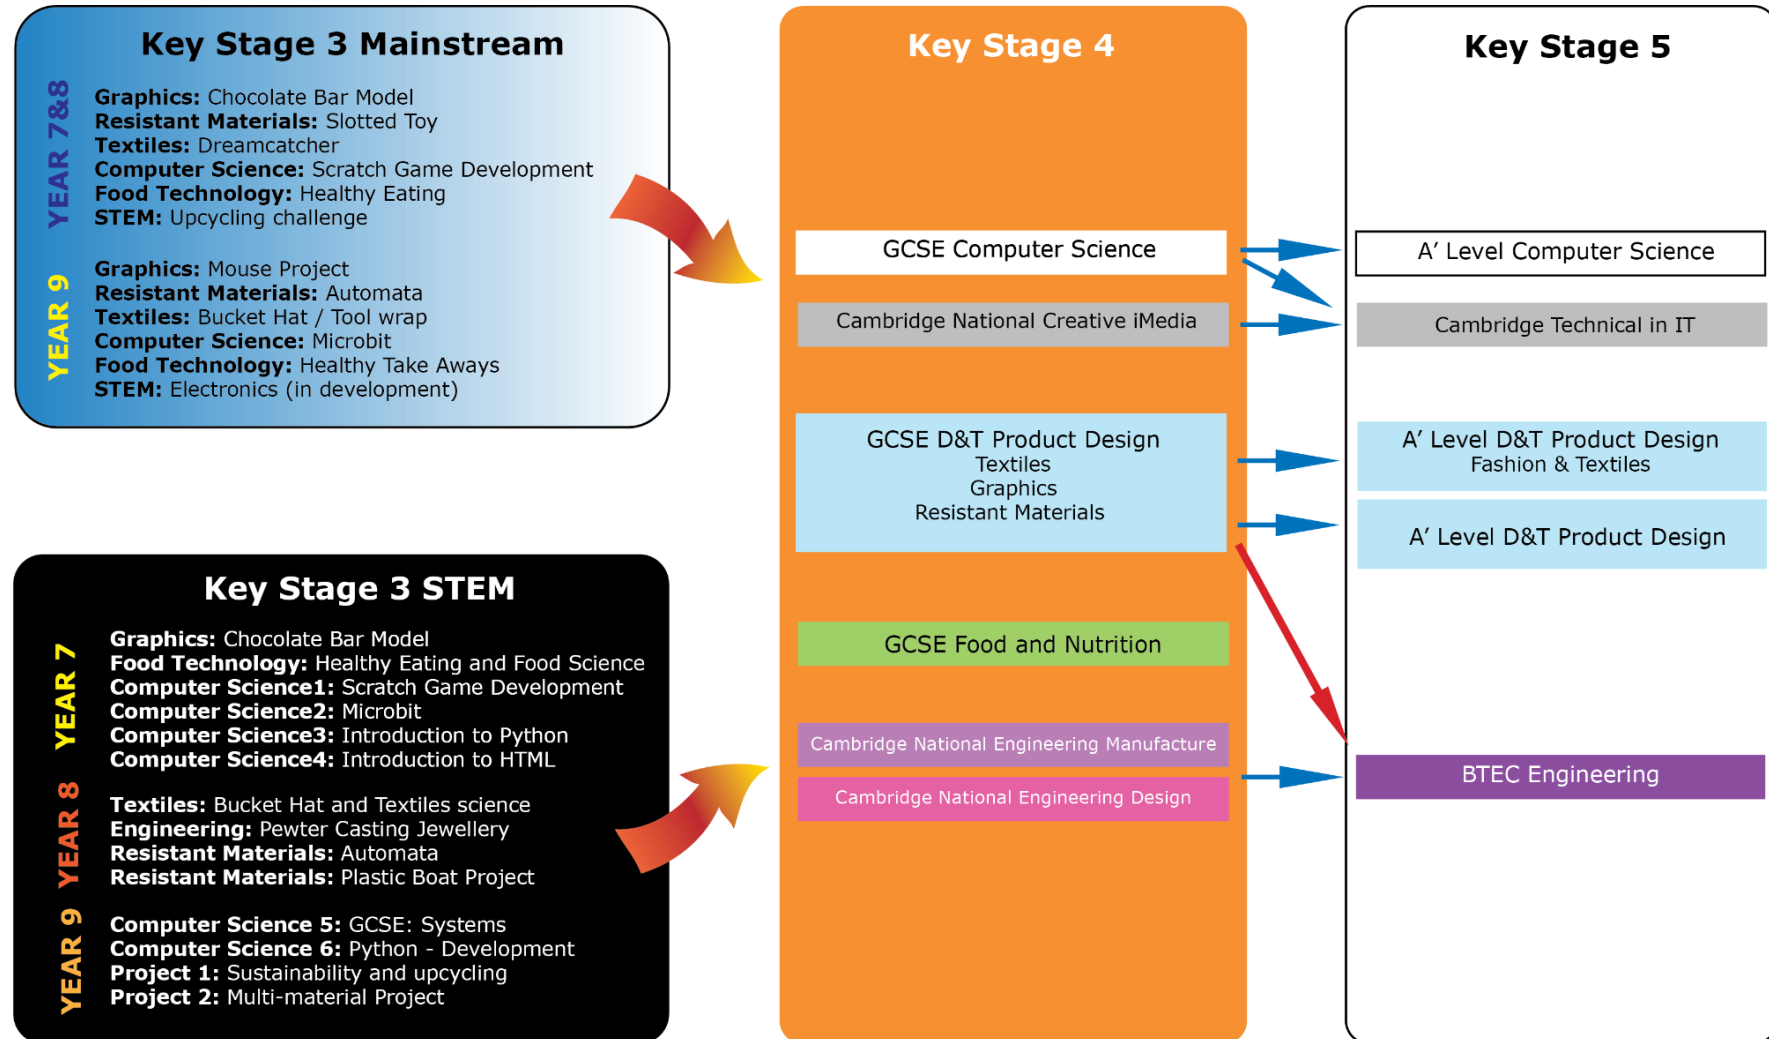 Key Stage 3 Mainstream
YEAR 7&8
Graphics: Chocolate Bar Model
Resistant Materials: Slotted Toy
Textiles: Dreamcatcher
Computer Science: Scratch Game Development
Food Technology: Healthy Eating
STEM: Upcycling challenge
YEAR 9
Graphics: Mouse Project
Resistant Materials: Automata
Textiles: Bucket Hat / Tool wrap
Computer Science: Microbit
Food Technology: Healthy Take Aways
STEM: Electronics (in development)
Key Stage 3 STEM
YEAR 7
Graphics: Chocolate Bar Model
Food Technology: Healthy Eating and Food Science
Computer Science1: Scratch Game Development
Computer Science2: Microbit
Computer Science3: Introduction to Python
Computer Science4: Introduction to HTML
YEAR 8
Textiles: Bucket Hat and Textiles science
Engineering: Pewter Casting Jewellery
Resistant Materials: Automata
Resistant Materials: Plastic Boat Project
YEAR 9
Computer Science 5: GCSE: Systems
Computer Science 6: Python - Development
Project 1: Sustainability and upcycling
Project 2: Multi-material Project
Key Stage 4
GCSE Computer Science
Cambridge National Creative iMedia
GCSE D&T Product Design
Textiles
Graphics
Resistant Materials
GCSE Food and Nutrition
Cambridge National Engineering Manufacture
Cambridge National Engineering Design
Key Stage 5
A’ Level Computer Science
Cambridge Technical in IT
A’ Level D&T Product Design
Fashion & Textiles
A’ Level D&T Product Design
BTEC Engineering